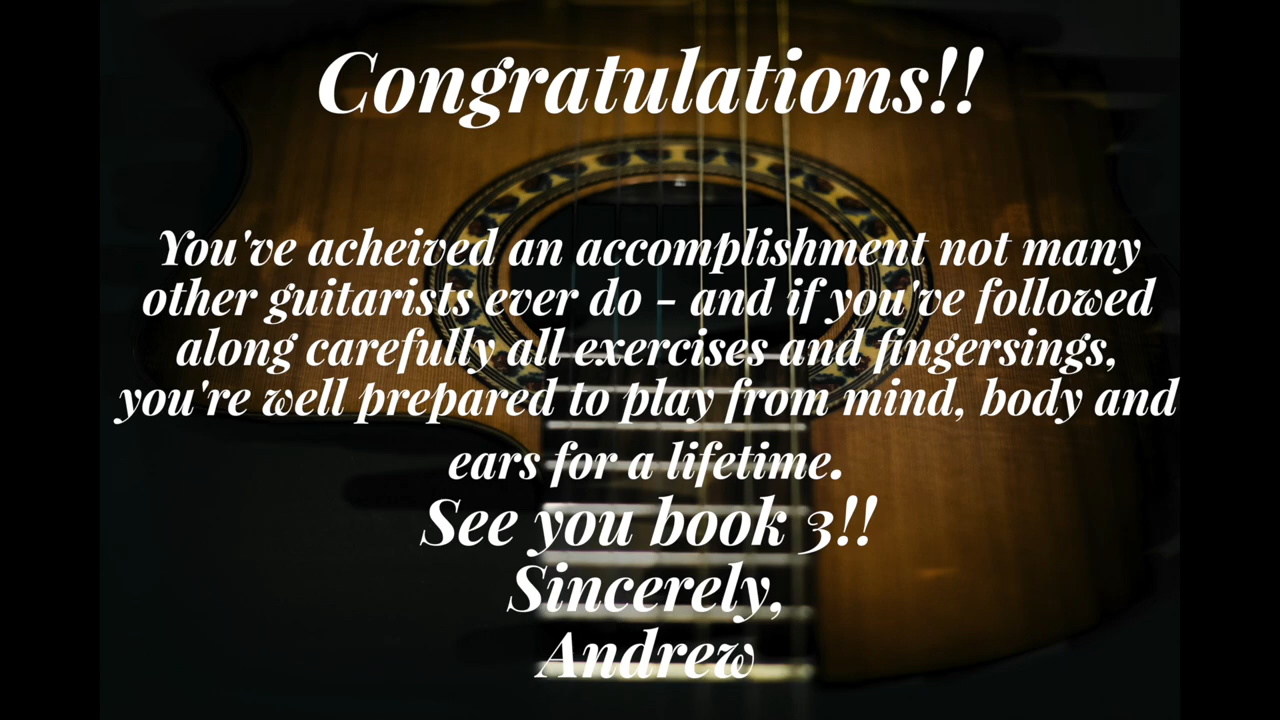 Congratulations!!
You've acheived an accomplishment not many
other guitarists ever do - and if you've followed
along carefully all exercises and fingersings,
you're well prepared to play from mind, body and
ears for a lifetime.
See you book 3!!
Sincerely,
Andrew